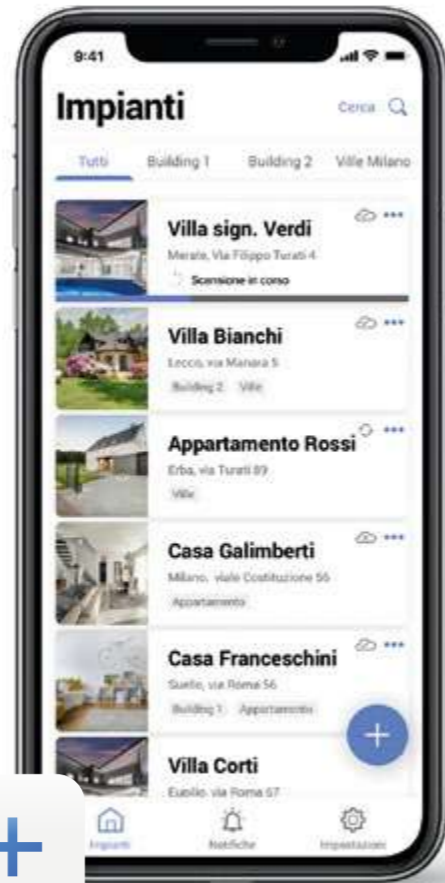 9:41
Impianti
Cerca
Tutti Building 1 Building 2 Ville Milano
Villa sign. Verdi
Merate, Via Filippo Turati 4
Scansione in corso
Villa Bianchi
Lecco, via Manara 5
Building 2 Ville
Appartamento Rossi
Erba, via Turati 89
Ville
Casa Galimberti
Milano, viale Costituzione 56
Appartamento
Casa Franceschini
Suello, via Roma 56
Building 1 Appartamento
Villa Corti
Eupilio, via Roma 57
Impianti Notifiche Impostazioni